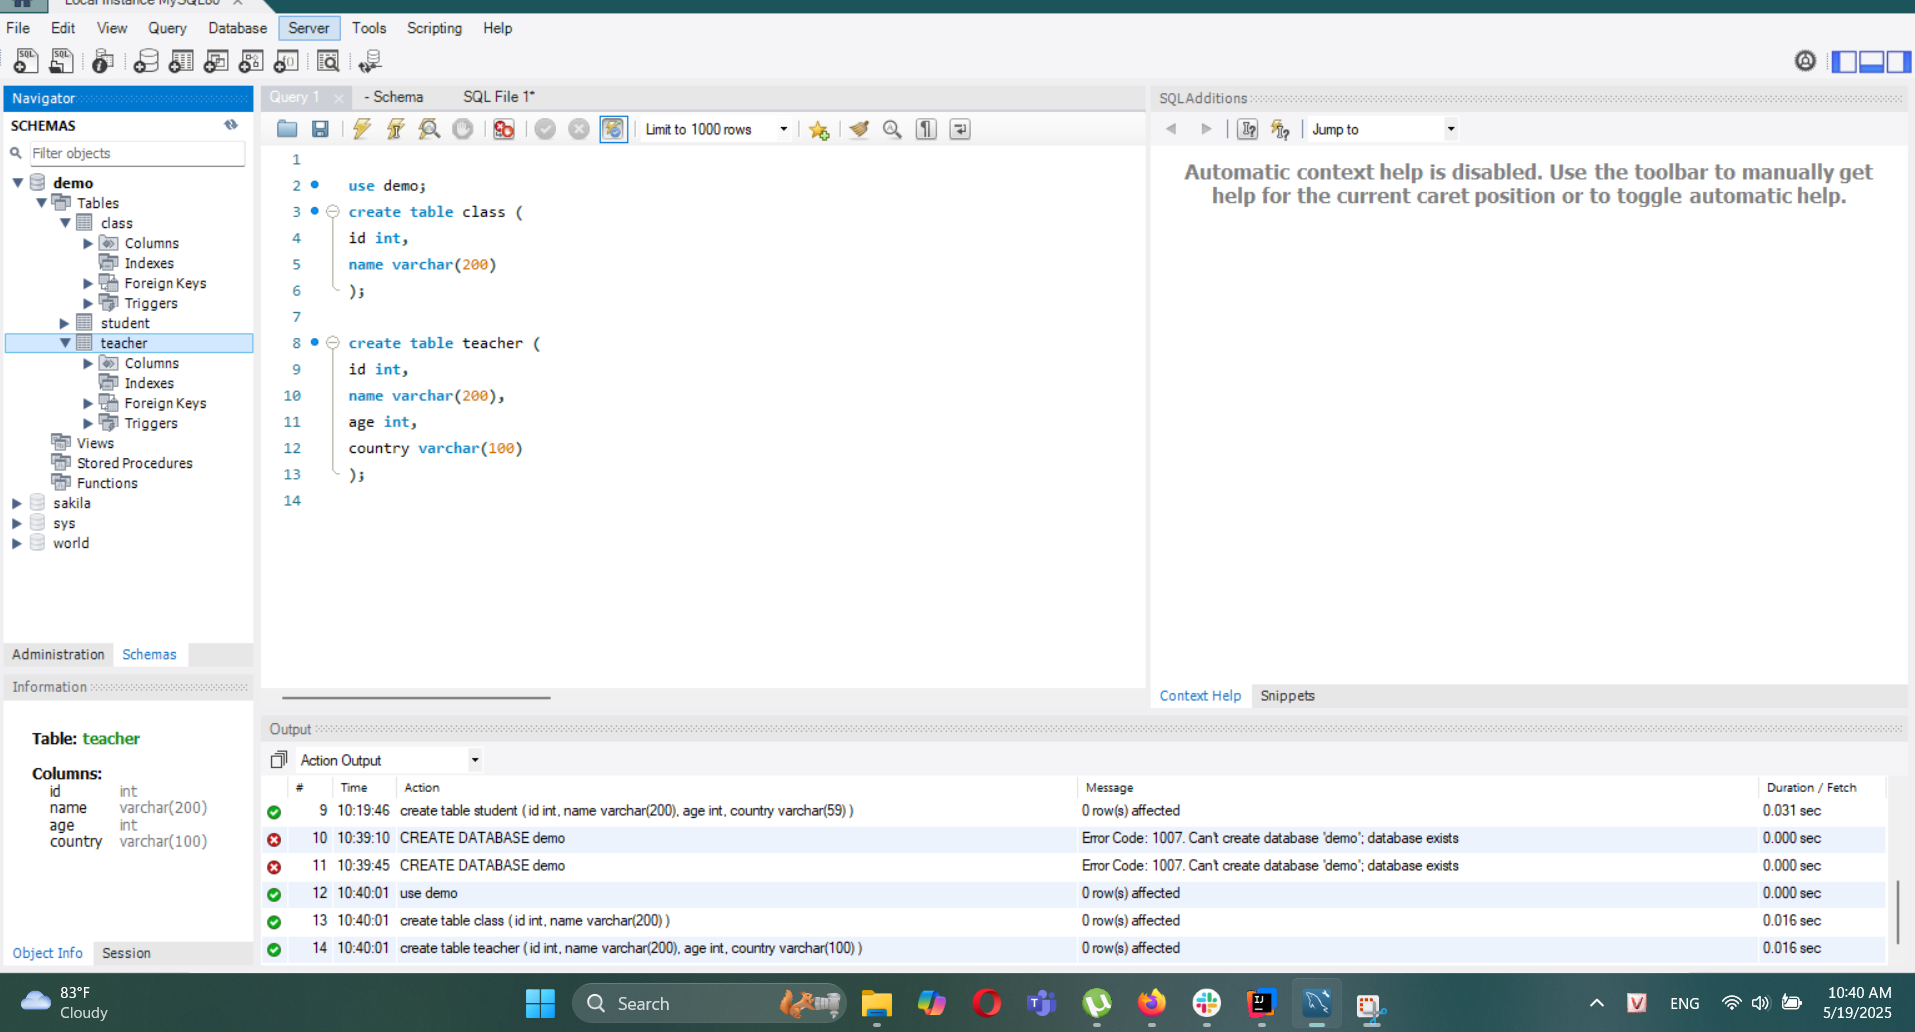 Local instance MySQL80
File Edit View Query Database Server Tools Scripting Help
Navigator
SCHEMAS
Filter objects
demo
Tables
class
Columns
Indexes
Foreign Keys
Triggers
student
teacher
Columns
Indexes
Foreign Keys
Triggers
Views
Stored Procedures
Functions
sakila
sys
world
Administration Schemas
Information
Table: teacher
Columns:
id int
name varchar(200)
age int
country varchar(100)
Object Info Session
Query 1 - Schema SQL File 1*
Limit to 1000 rows
1
2 use demo;
3 create table class (
4 id int,
5 name varchar(200)
6 );
7
8 create table teacher (
9 id int,
10 name varchar(200),
11 age int,
12 country varchar(100)
13 );
14
SQLAdditions
Jump to
Automatic context help is disabled. Use the toolbar to manually get
help for the current caret position or to toggle automatic help.
Context Help Snippets
Output
Action Output
# Time Action Message Duration / Fetch
9 10:19:46 create table student ( id int, name varchar(200), age int, country varchar(59) ) 0 row(s) affected 0.031 sec
10 10:39:10 CREATE DATABASE demo Error Code: 1007. Can't create database 'demo'; database exists 0.000 sec
11 10:39:45 CREATE DATABASE demo Error Code: 1007. Can't create database 'demo'; database exists 0.000 sec
12 10:40:01 use demo 0 row(s) affected 0.000 sec
13 10:40:01 create table class ( id int, name varchar(200) ) 0 row(s) affected 0.016 sec
14 10:40:01 create table teacher ( id int, name varchar(200), age int, country varchar(100) ) 0 row(s) affected 0.016 sec
83°F
Cloudy
Search
ENG
10:40 AM
5/19/2025